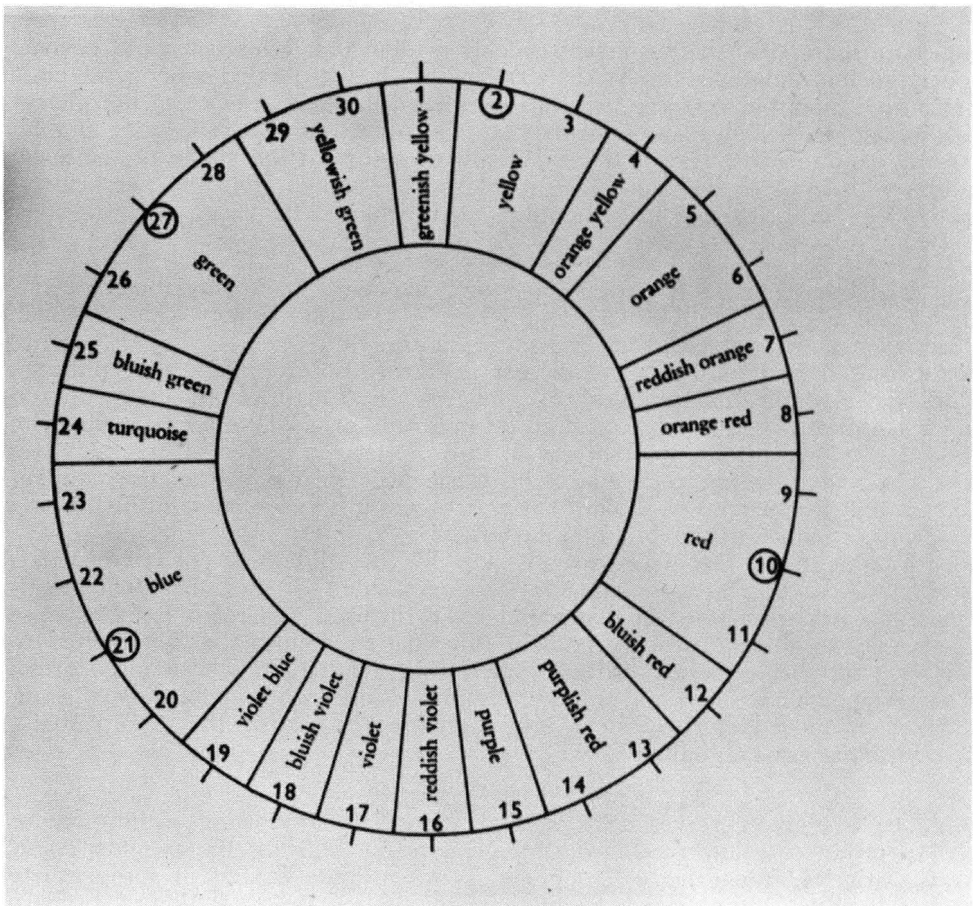 1
greenish yellow
2
3
yellow
4
orange yellow
5
6
orange
7
reddish orange
8
orange red
9
10
11
red
12
bluish red
13
14
purplish red
15
purple
16
reddish violet
17
violet
18
bluish violet
19
violet blue
20
21
22
23
blue
24
turquoise
25
bluish green
26
27
28
green
29
30
yellowish green